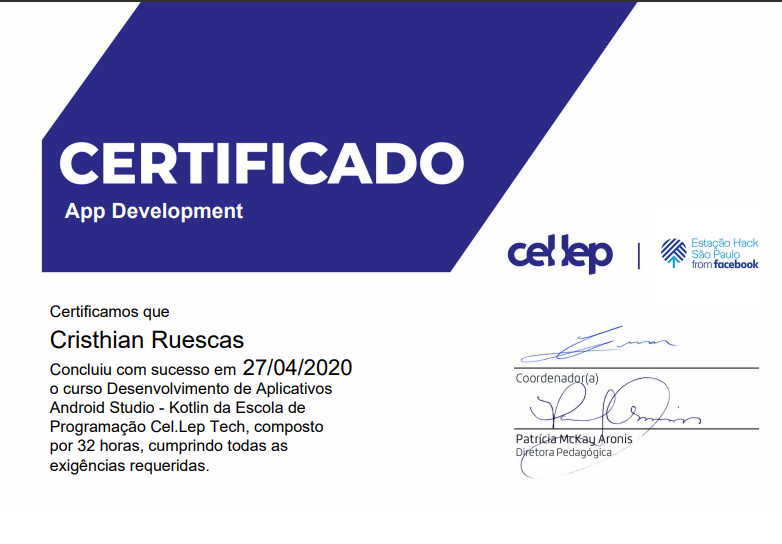 CERTIFICADO
App Development
cel.lep
Estação Hack
São Paulo
from facebook
Certificamos que
Cristhian Ruescas
Concluiu com sucesso em 27/04/2020
o curso Desenvolvimento de Aplicativos
Android Studio - Kotlin da Escola de
Programação Cel.Lep Tech, composto
por 32 horas, cumprindo todas as
exigências requeridas.
Coordenador(a)
Patrícia McKay Aronis
Diretora Pedagógica